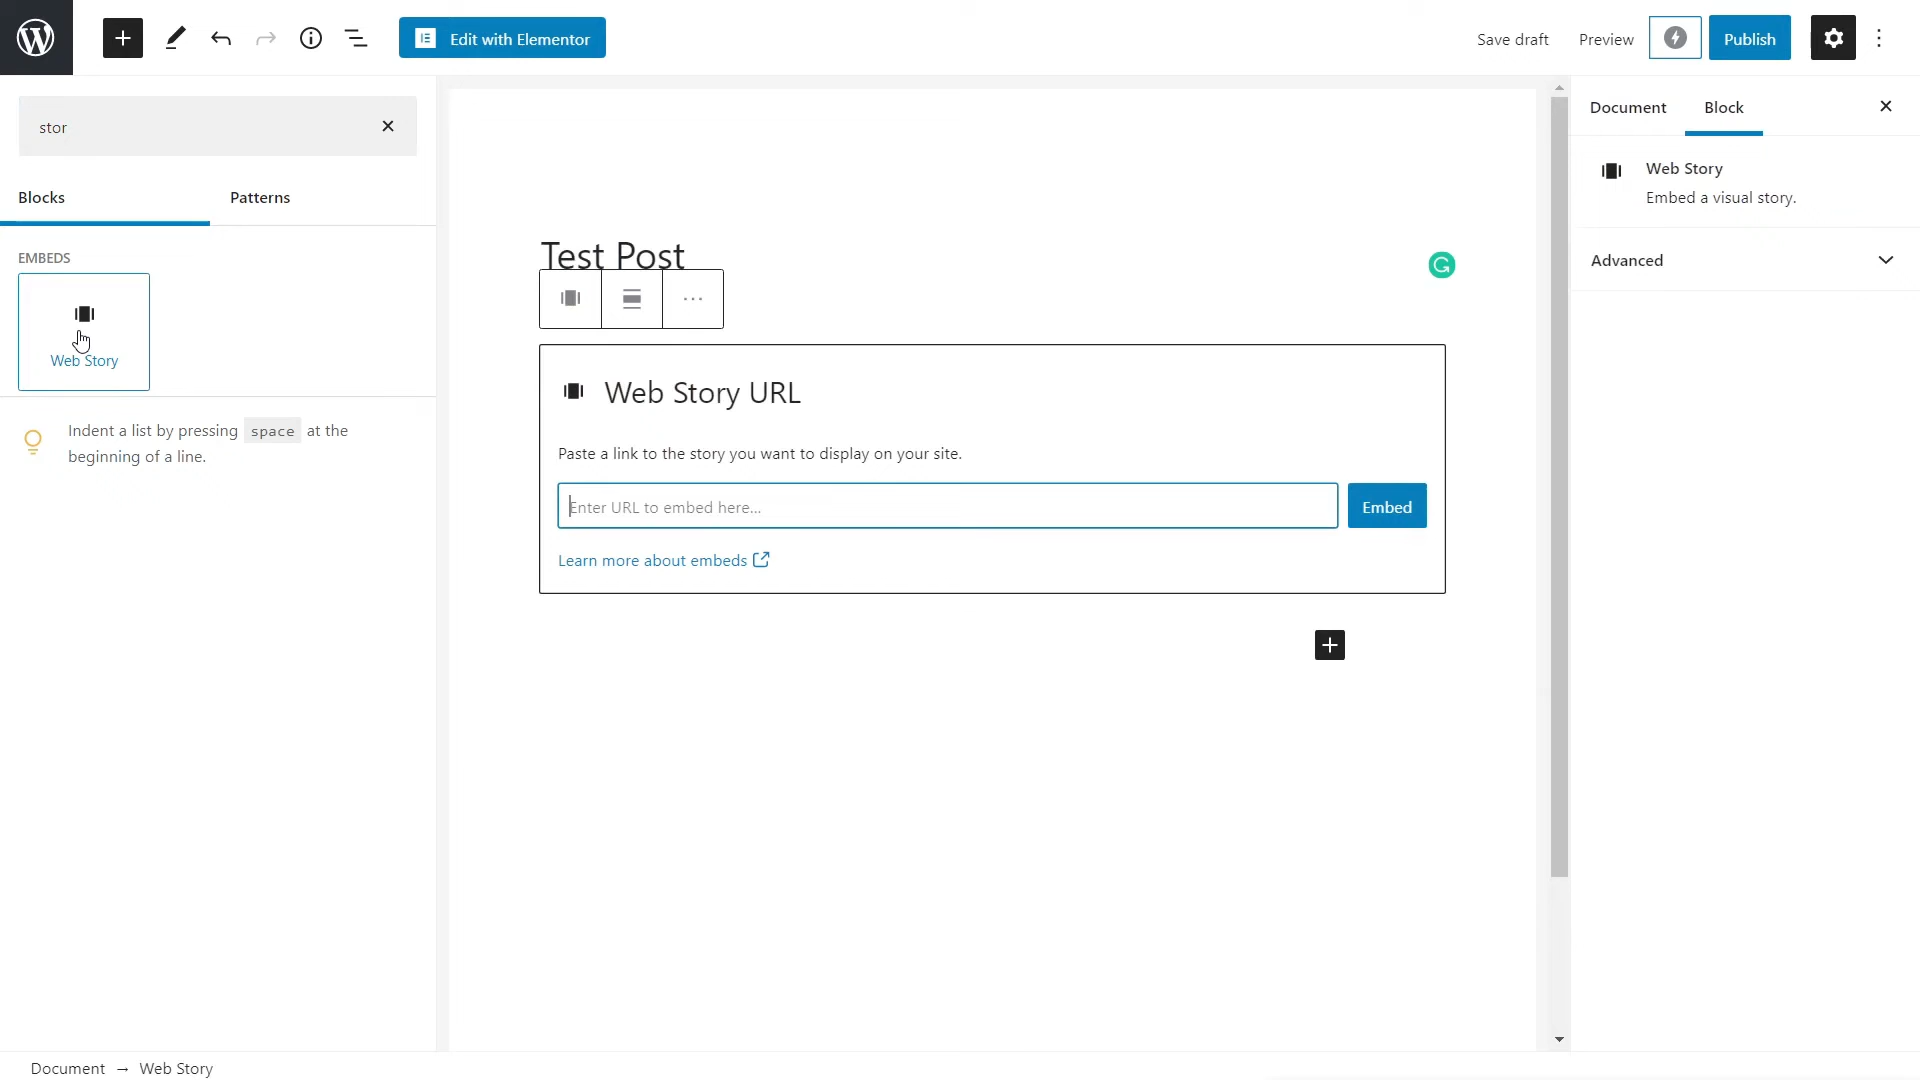 Edit with Elementor
Save draft
Preview
Publish
stor
Blocks
Patterns
EMBEDS
Web Story
Indent a list by pressing space at the
beginning of a line.
Test Post
Web Story URL
Paste a link to the story you want to display on your site.
Enter URL to embed here...
Embed
Learn more about embeds
Document
Block
Web Story
Embed a visual story.
Advanced
Document → Web Story